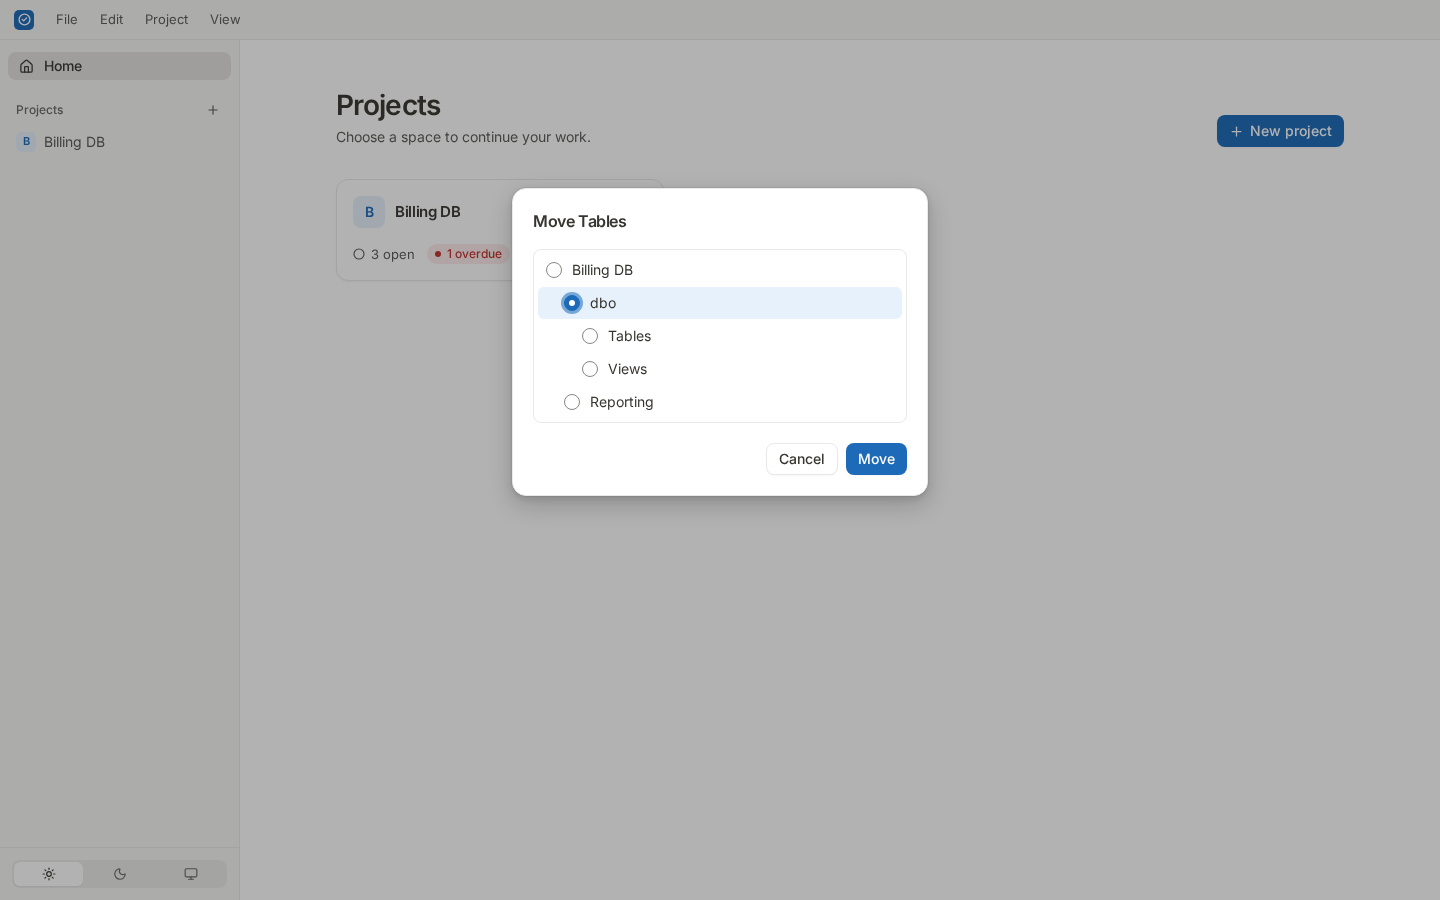 File Edit Project View
Home
Projects
B Billing DB
Projects
Choose a space to continue your work.
New project
B Billing DB
3 open 1 overdue
Move Tables
Billing DB
dbo
Tables
Views
Reporting
Cancel Move